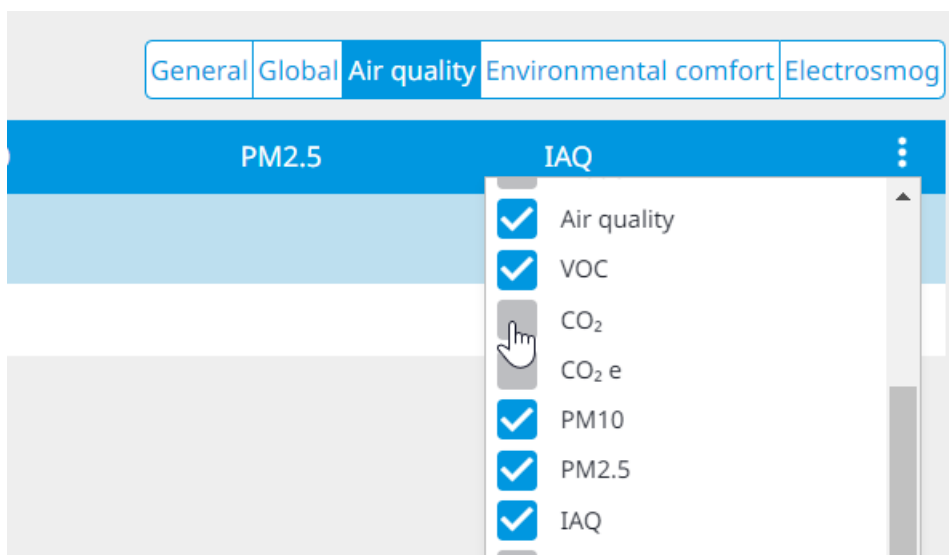 General Global Air quality Environmental comfort Electrosmog
PM2.5 IAQ
Air quality
VOC
CO₂
CO₂ e
PM10
PM2.5
IAQ